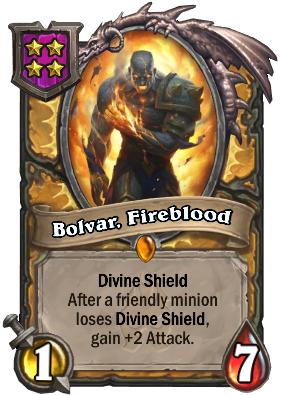 Bolvar, Fireblood
Divine Shield
After a friendly minion
loses Divine Shield,
gain +2 Attack.
1
7